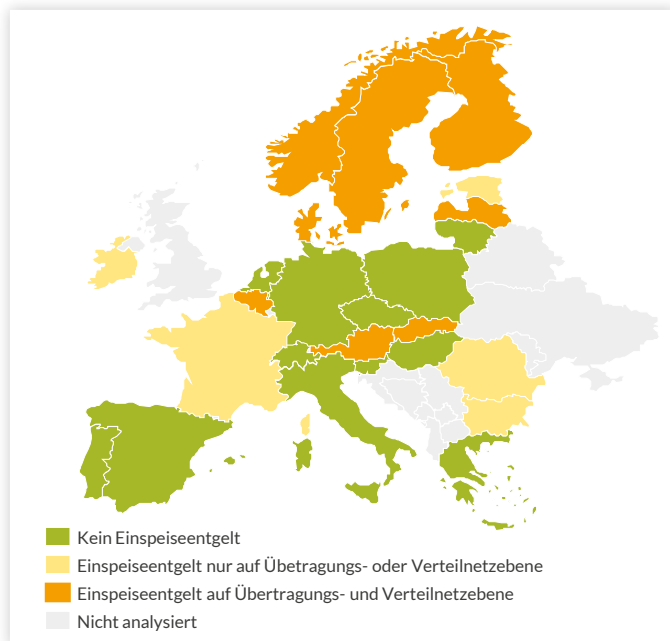 Kein Einspeiseentgelt
Einspeiseentgelt nur auf Übetragungs- oder Verteilnetzebene
Einspeiseentgelt auf Übertragungs- und Verteilnetzebene
Nicht analysiert